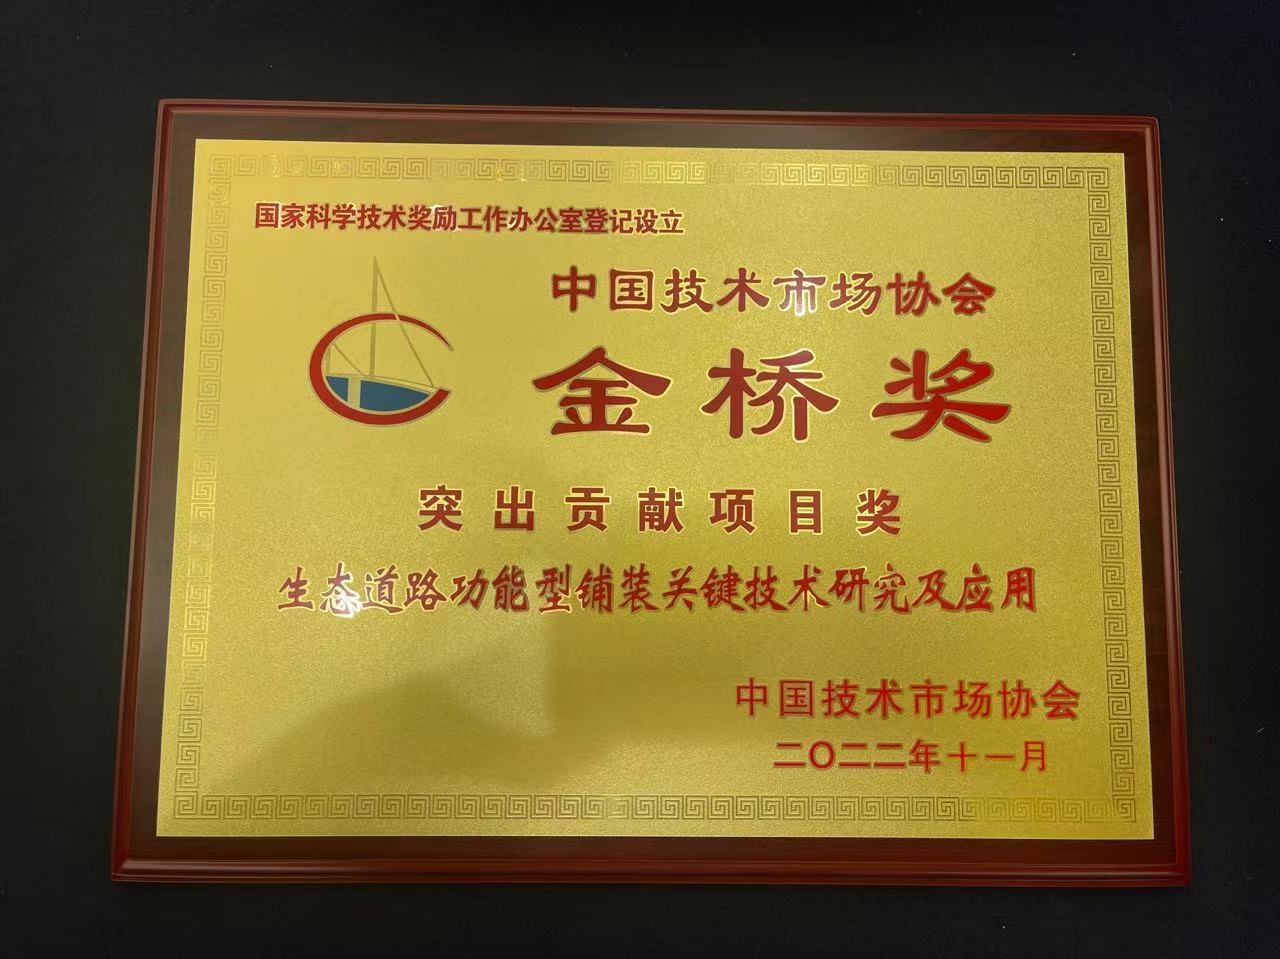 国家科学技术奖励工作办公室登记设立
中国技术市场协会
金桥奖
突出贡献项目奖
生态道路功能型铺装关键技术研究及应用
中国技术市场协会
二〇二二年十一月